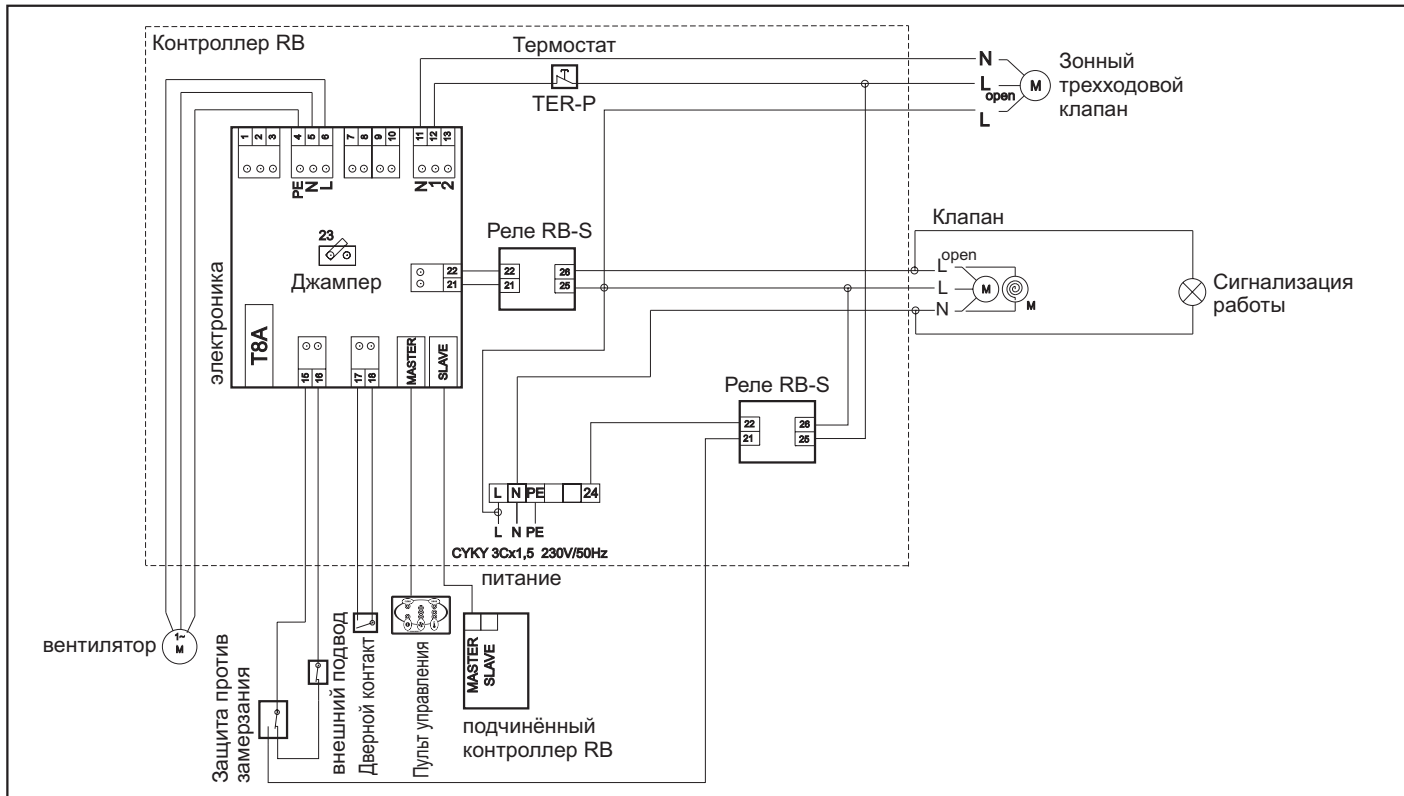 Контроллер RB
Термостат
TER-P
N
L open
L
M
Зонный
трехходовой
клапан
1 2 3
4 5 6
7 8 9 10
11 12 13
PE N L
N 1 2
23
Джампер
22
21
электроника
T8A
15 16
17 18
MASTER
SLAVE
Реле RB-S
22 26
21 25
Клапан
L open
L
N
M
M
Сигнализация
работы
Реле RB-S
22 26
21 25
L N PE 24
L N PE
CYKY 3Cx1,5 230V/50Hz
питание
вентилятор
1~
M
Защита против
замерзания
внешний подвод
Дверной контакт
Пульт управления
MASTER
SLAVE
подчинённый
контроллер RB